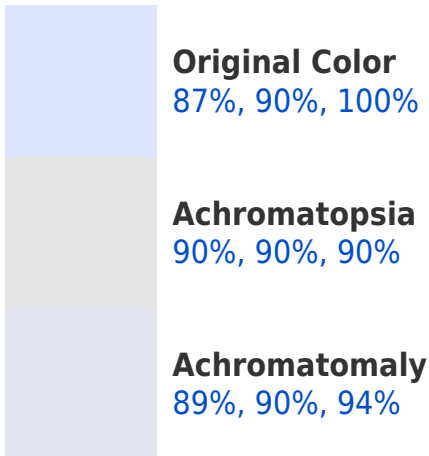 Original Color
87%, 90%, 100%
Achromatopsia
90%, 90%, 90%
Achromatomaly
89%, 90%, 94%